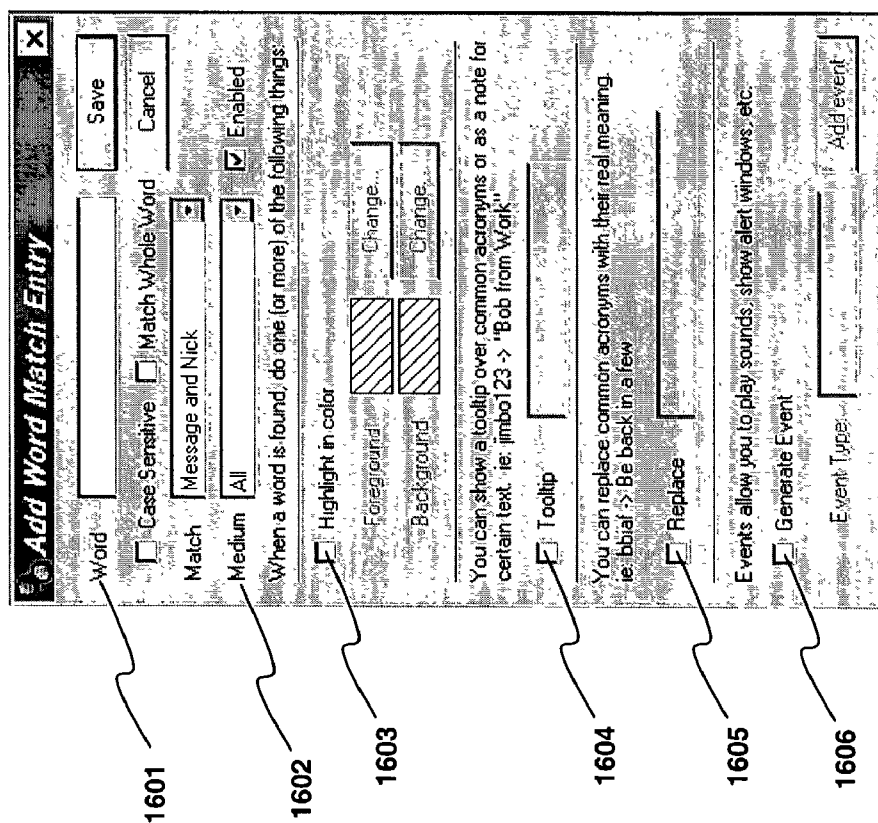 Add Word Match Entry
Word
Save
Case Sensitive Match Whole Word
Cancel
Match Message and Nick
Medium All Enabled
When a word is found, do one (or more) of the following things:
Highlight in color
Foreground Change...
Background Change...
You can show a tooltip over common acronyms or as a note for
certain text. ie: jimbo123 -> "Bob from Work"
Tooltip
You can replace common acronyms with their real meaning.
ie: bbiaf -> Be back in a few
Replace
Events allow you to play sounds, show alert windows, etc.
Generate Event
Event Type: Add event
1601
1602
1603
1604
1605
1606